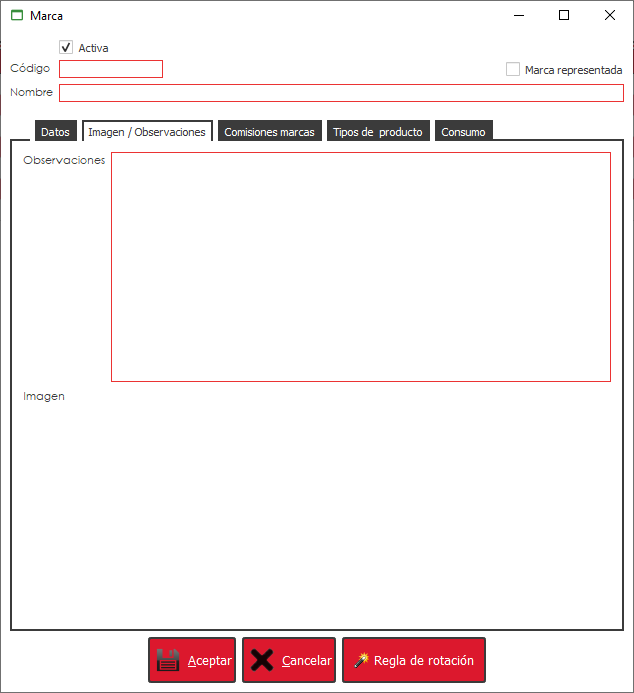 Marca
Activa
Código
Marca representada
Nombre
Datos
Imagen / Observaciones
Comisiones marcas
Tipos de producto
Consumo
Observaciones
Imagen
Aceptar
Cancelar
Regla de rotación